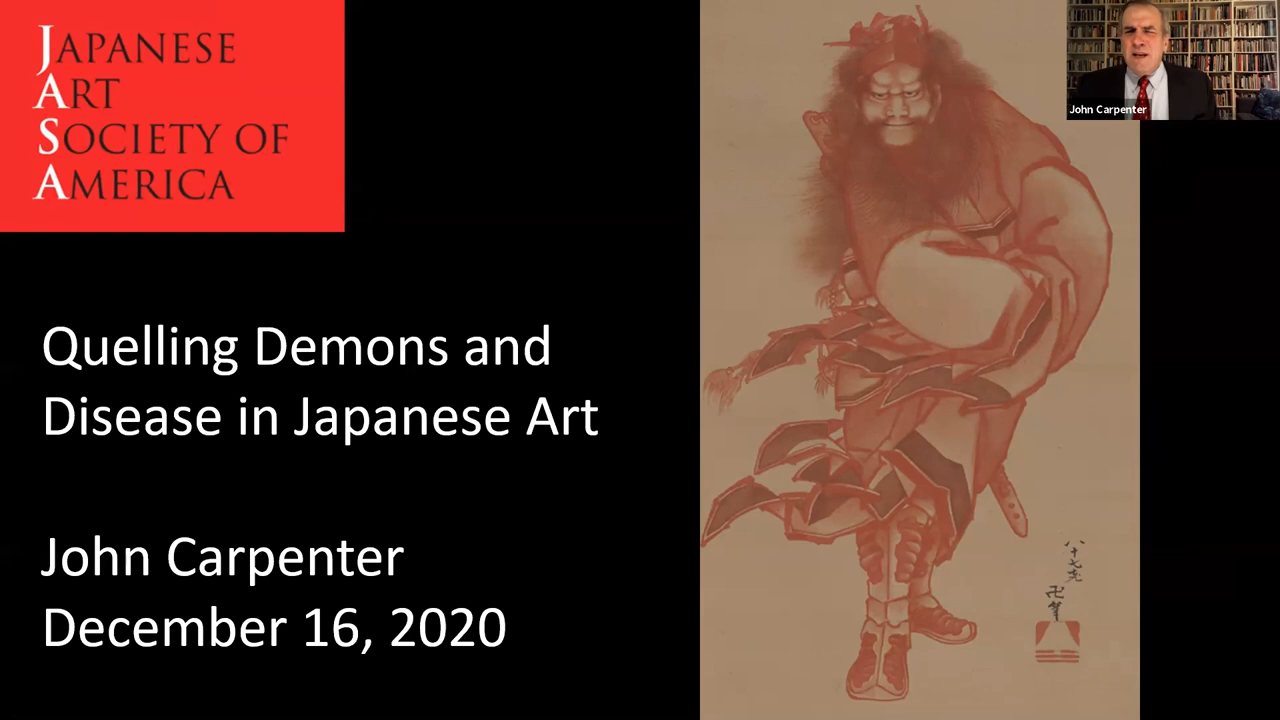 JAPANESE
ART
SOCIETY OF
AMERICA
John Carpenter
Quelling Demons and
Disease in Japanese Art
John Carpenter
December 16, 2020
八十七老
卍筆